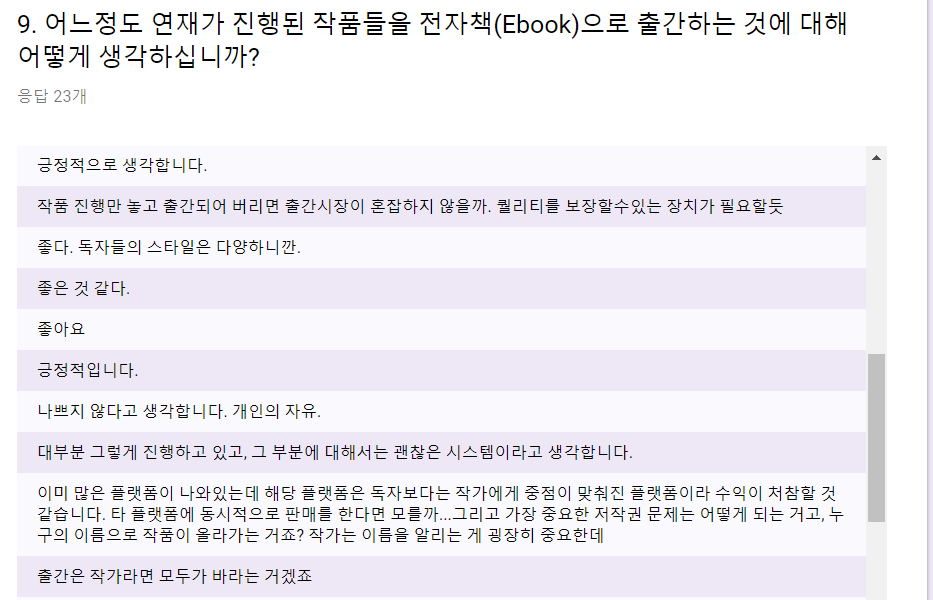 9. 어느정도 연재가 진행된 작품들을 전자책(Ebook)으로 출간하는 것에 대해
어떻게 생각하십니까?
응답 23개
긍정적으로 생각합니다.
작품 진행만 놓고 출간되어 버리면 출간시장이 혼잡하지 않을까. 퀄리티를 보장할수있는 장치가 필요할듯
좋다. 독자들의 스타일은 다양하니깐.
좋은 것 같다.
좋아요
긍정적입니다.
나쁘지 않다고 생각합니다. 개인의 자유.
대부분 그렇게 진행하고 있고, 그 부분에 대해서는 괜찮은 시스템이라고 생각합니다.
이미 많은 플랫폼이 나와있는데 해당 플랫폼은 독자보다는 작가에게 중점이 맞춰진 플랫폼이라 수익이 처참할 것
같습니다. 타 플랫폼에 동시적으로 판매를 한다면 모를까...그리고 가장 중요한 저작권 문제는 어떻게 되는 거고, 누
구의 이름으로 작품이 올라가는 거죠? 작가는 이름을 알리는 게 굉장히 중요한데
출간은 작가라면 모두가 바라는 거겠죠